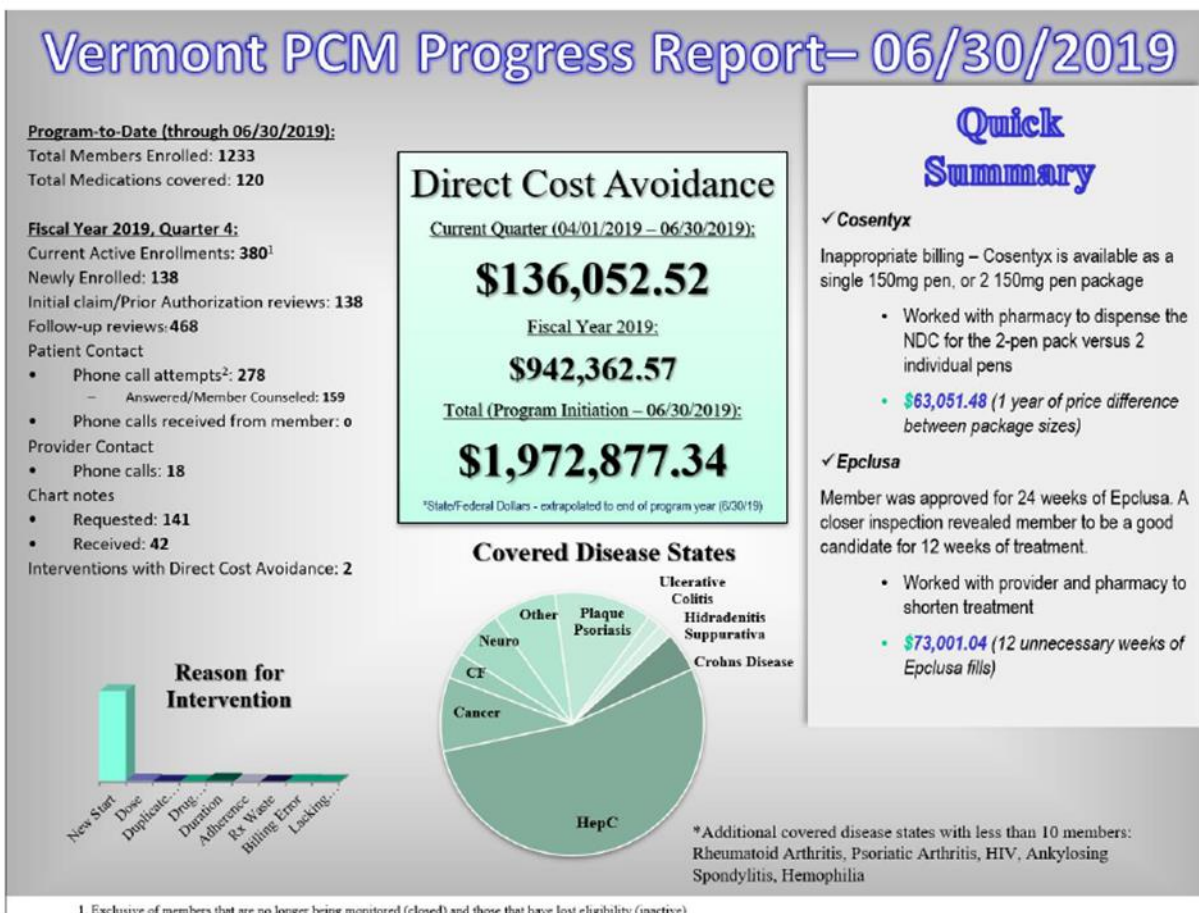 Vermont PCM Progress Report– 06/30/2019
Program-to-Date (through 06/30/2019):
Total Members Enrolled: 1233
Total Medications covered: 120
Fiscal Year 2019, Quarter 4:
Current Active Enrollments: 380¹
Newly Enrolled: 138
Initial claim/Prior Authorization reviews: 138
Follow-up reviews: 468
Patient Contact
• Phone call attempts²: 278
– Answered/Member Counseled: 159
• Phone calls received from member: 0
Provider Contact
• Phone calls: 18
Chart notes
• Requested: 141
• Received: 42
Interventions with Direct Cost Avoidance: 2
Reason for
Intervention
New Start
Dose
Duplicate…
Drug…
Duration
Adherence
Rx Waste
Billing Error
Lacking…
Direct Cost Avoidance
Current Quarter (04/01/2019 – 06/30/2019):
$136,052.52
Fiscal Year 2019:
$942,362.57
Total (Program Initiation – 06/30/2019):
$1,972,877.34
*State/Federal Dollars - extrapolated to end of program year (6/30/19)
Covered Disease States
Ulcerative
Colitis
Hidradenitis
Suppurativa
Crohns Disease
Plaque
Psoriasis
Other
Neuro
CF
Cancer
HepC
*Additional covered disease states with less than 10 members:
Rheumatoid Arthritis, Psoriatic Arthritis, HIV, Ankylosing
Spondylitis, Hemophilia
Quick
Summary
✓Cosentyx
Inappropriate billing – Cosentyx is available as a
single 150mg pen, or 2 150mg pen package
• Worked with pharmacy to dispense the
NDC for the 2-pen pack versus 2
individual pens
• $63,051.48 (1 year of price difference
between package sizes)
✓Epclusa
Member was approved for 24 weeks of Epclusa. A
closer inspection revealed member to be a good
candidate for 12 weeks of treatment.
• Worked with provider and pharmacy to
shorten treatment
• $73,001.04 (12 unnecessary weeks of
Epclusa fills)
1. Exclusive of members that are no longer being monitored (closed) and those that have lost eligibility (inactive)